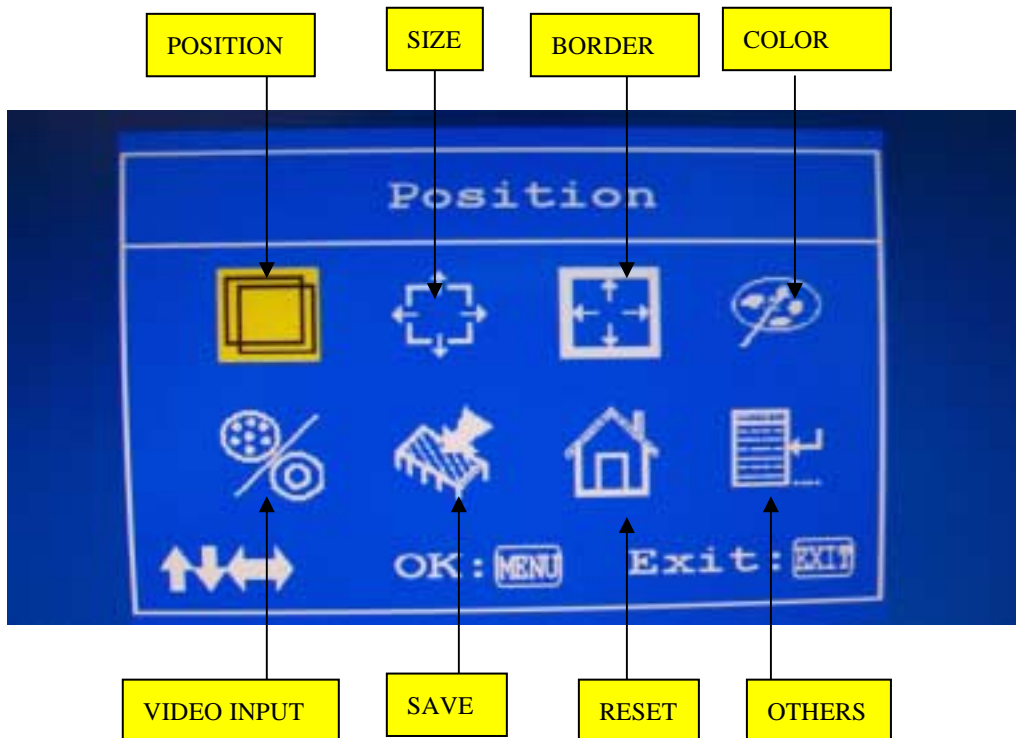 POSITION SIZE BORDER COLOR
Position
OK:MENU Exit:EXIT
VIDEO INPUT SAVE RESET OTHERS